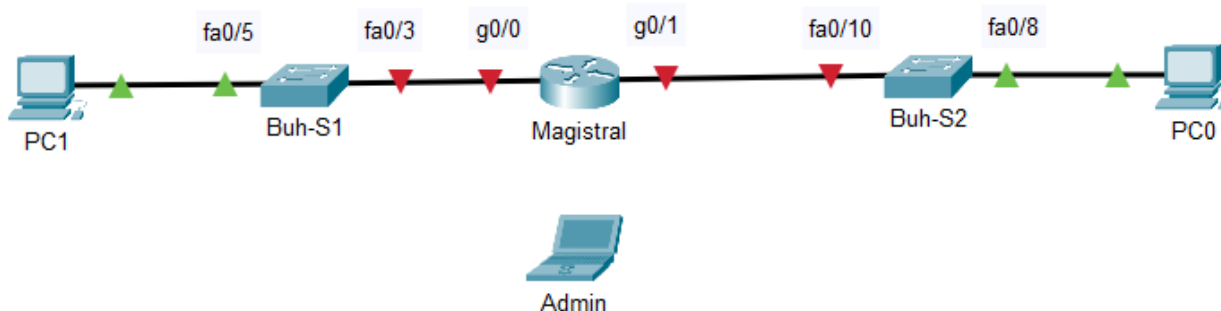 fa0/5
fa0/3
g0/0
g0/1
fa0/10
fa0/8
PC1
Buh-S1
Magistral
Buh-S2
PC0
Admin